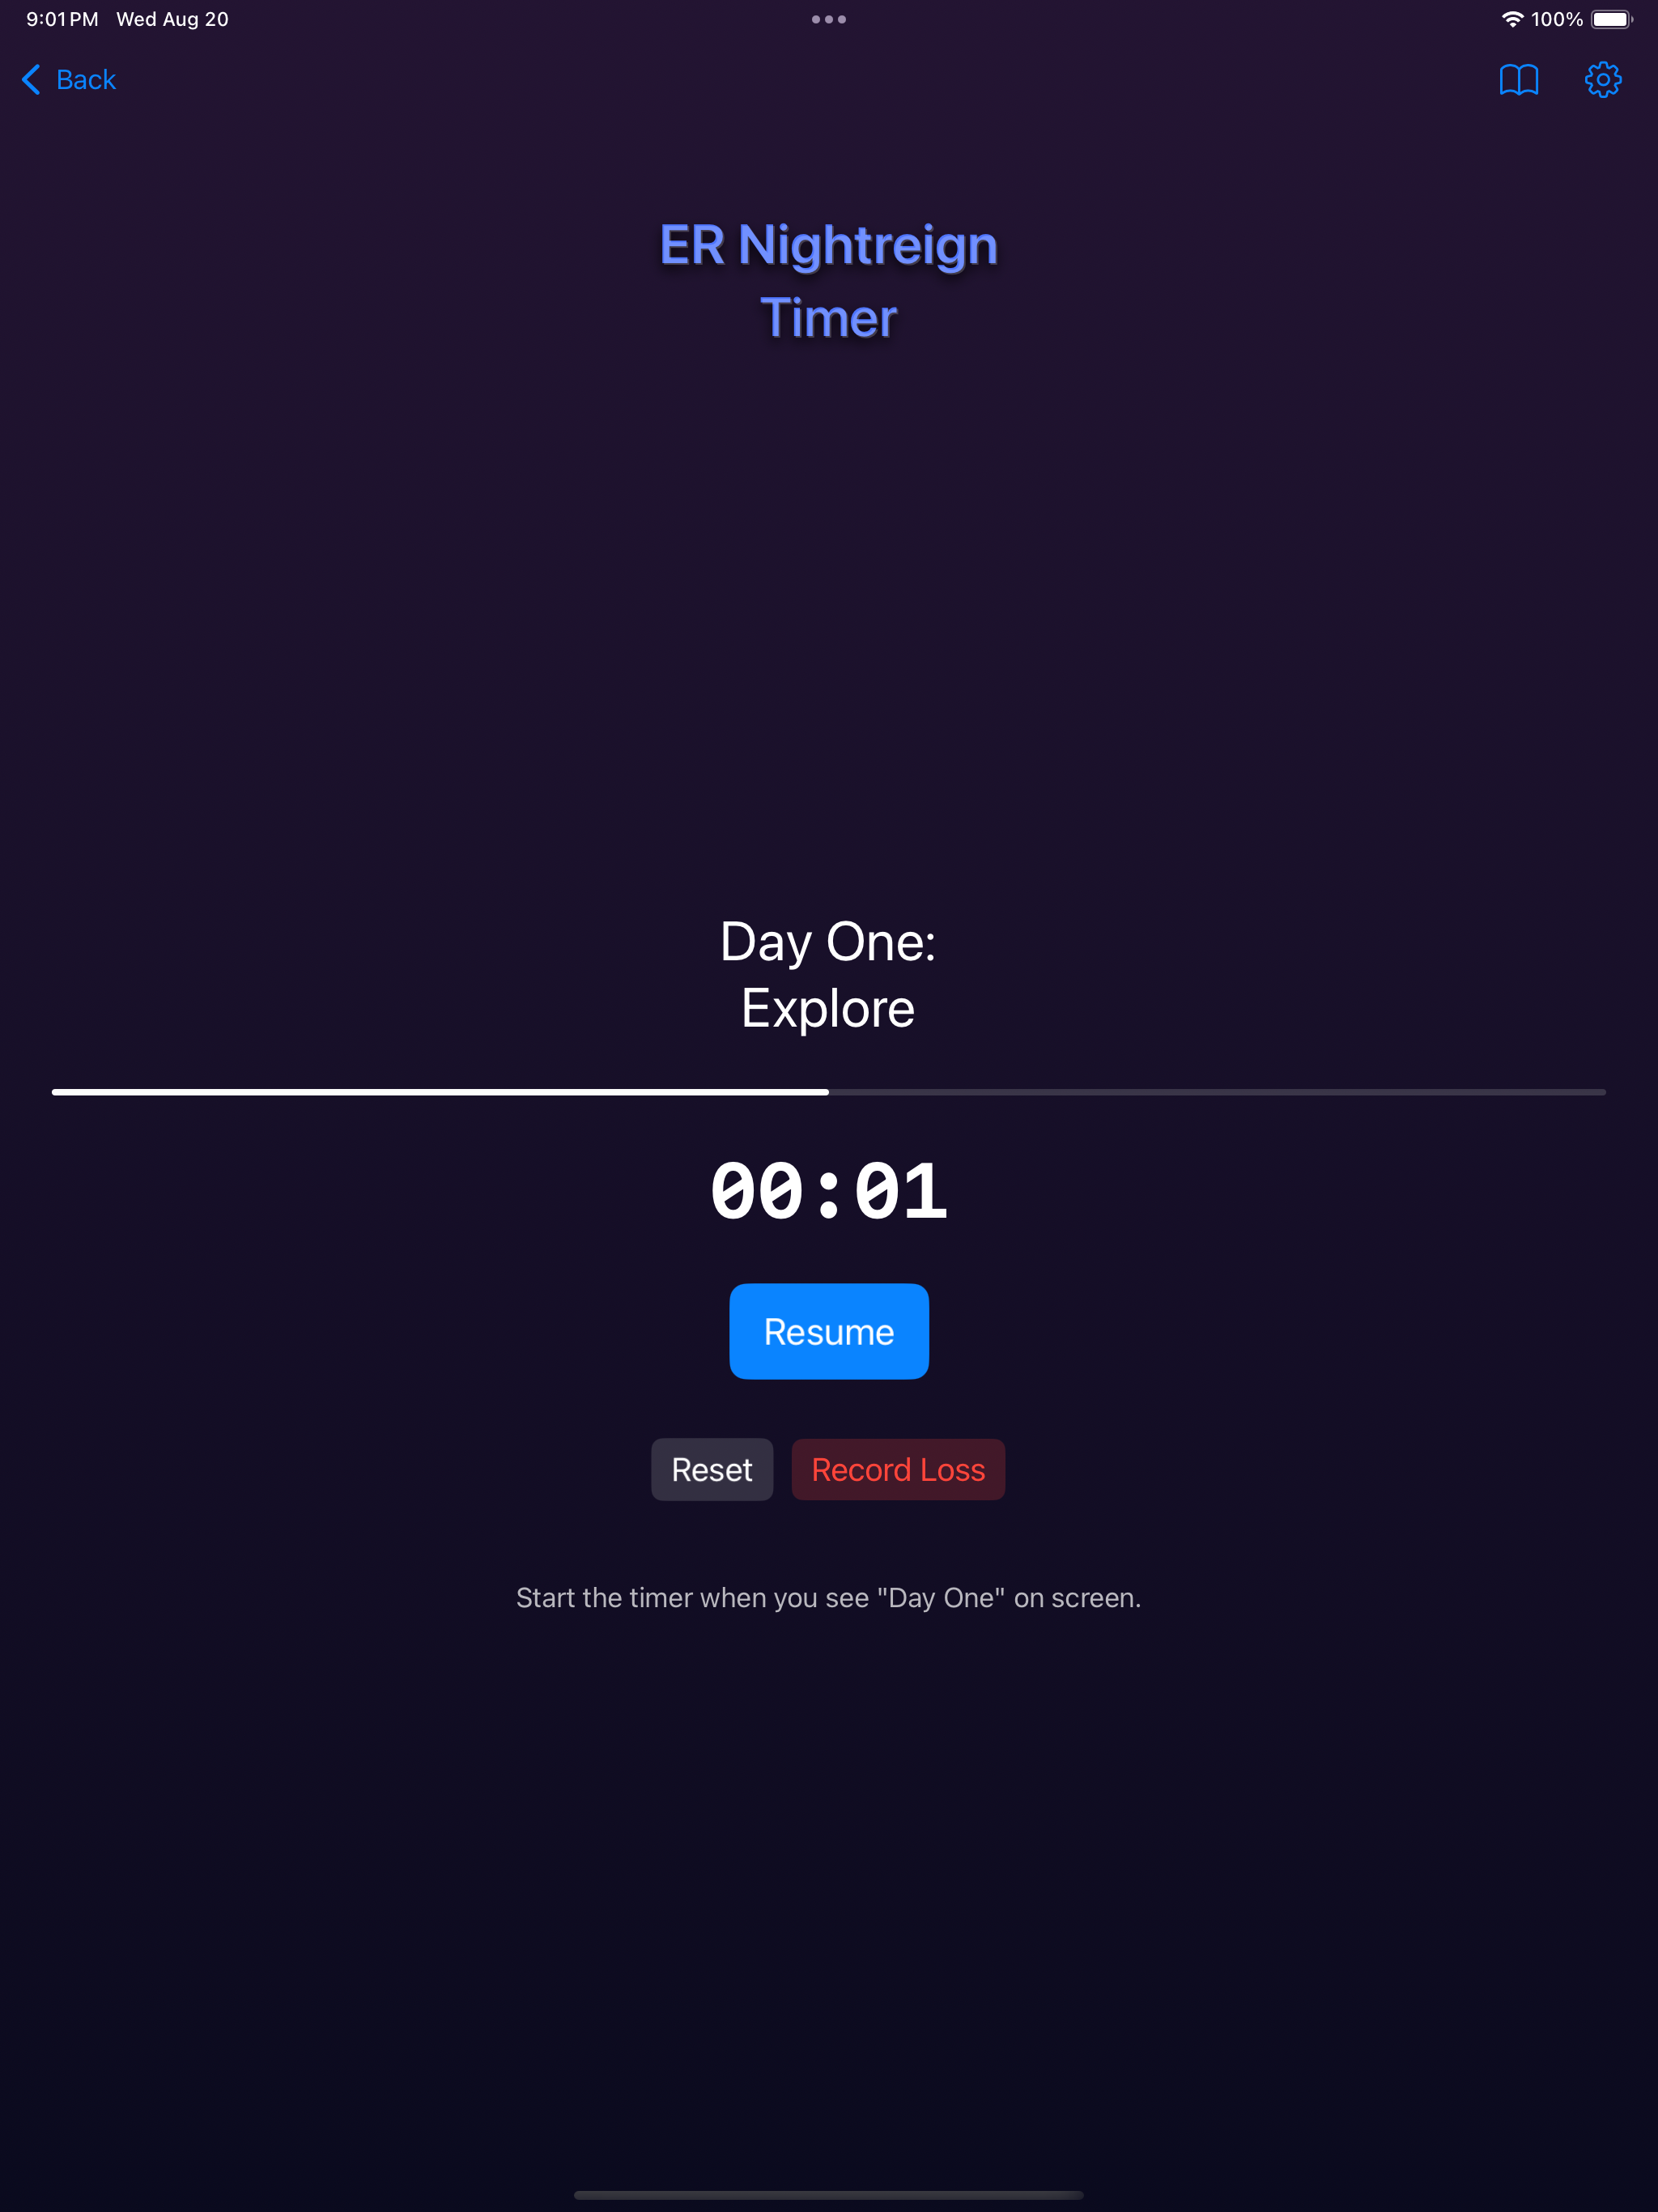 9:01 PM Wed Aug 20
100%
Back
ER Nightreign
Timer
Day One:
Explore
00:01
Resume
Reset Record Loss
Start the timer when you see "Day One" on screen.